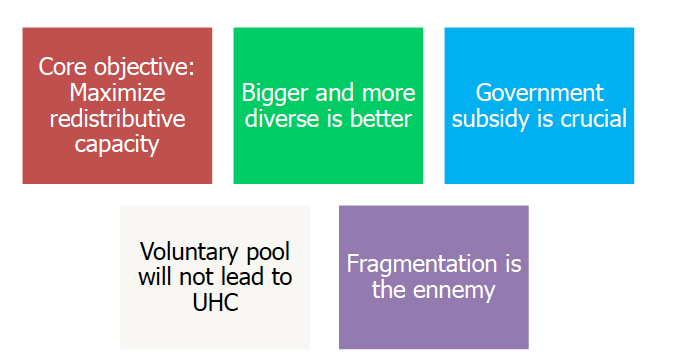 Core objective:
Maximize
redistributive
capacity
Bigger and more
diverse is better
Government
subsidy is crucial
Voluntary pool
will not lead to
UHC
Fragmentation is
the ennemy